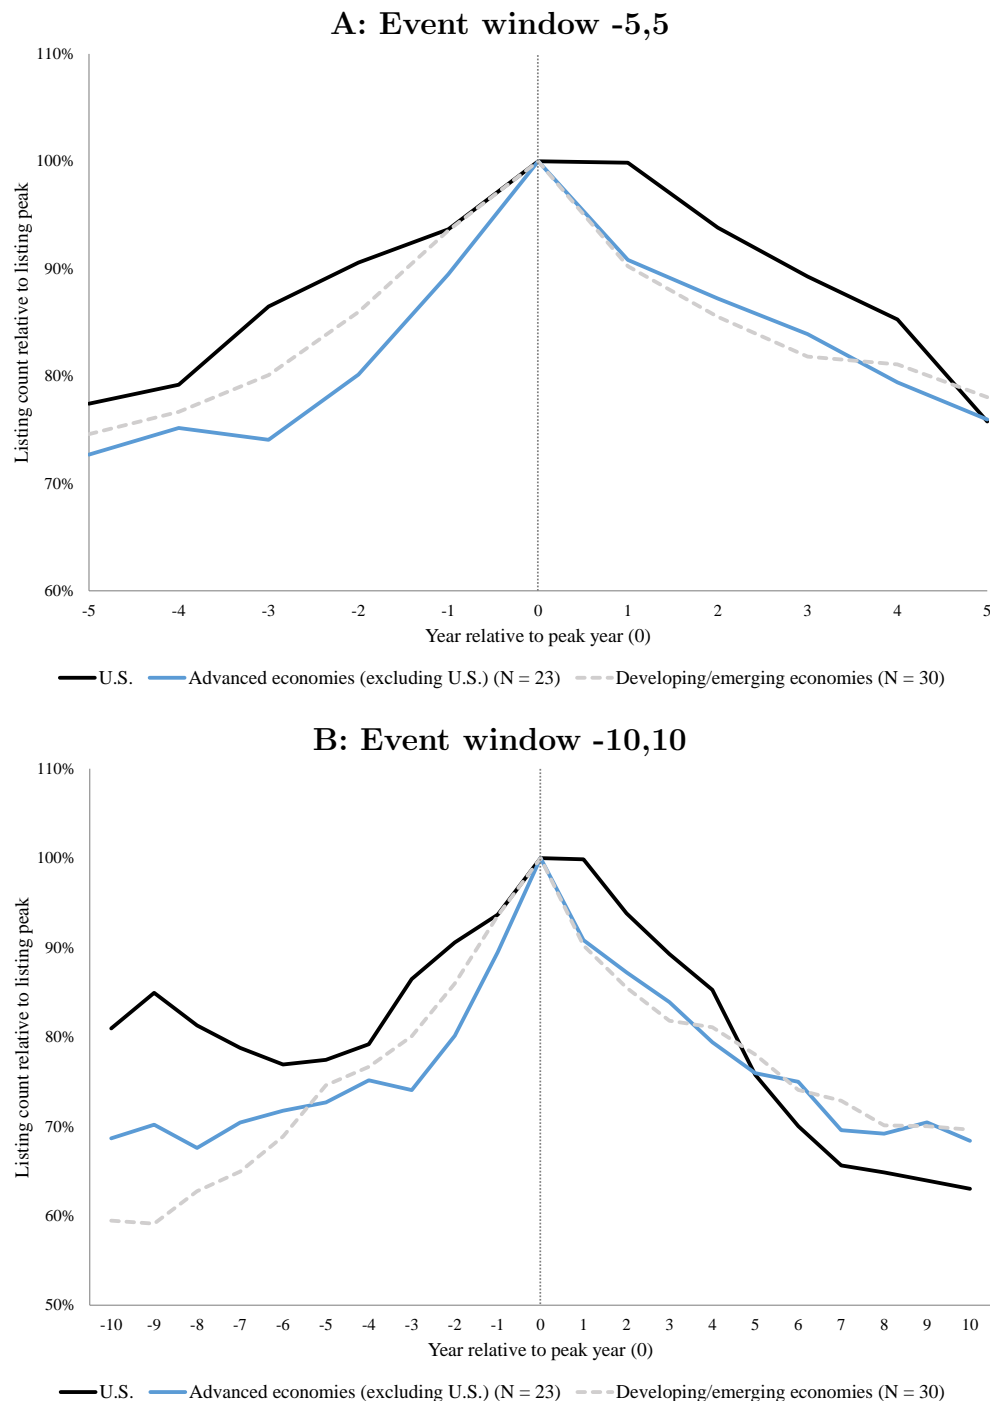 A: Event window -5,5
110%
100%
90%
80%
70%
60%
Listing count relative to listing peak
-5 -4 -3 -2 -1 0 1 2 3 4 5
Year relative to peak year (0)
U.S. Advanced economies (excluding U.S.) (N = 23) Developing/emerging economies (N = 30)
B: Event window -10,10
110%
100%
90%
80%
70%
60%
50%
Listing count relative to listing peak
-10 -9 -8 -7 -6 -5 -4 -3 -2 -1 0 1 2 3 4 5 6 7 8 9 10
Year relative to peak year (0)
U.S. Advanced economies (excluding U.S.) (N = 23) Developing/emerging economies (N = 30)